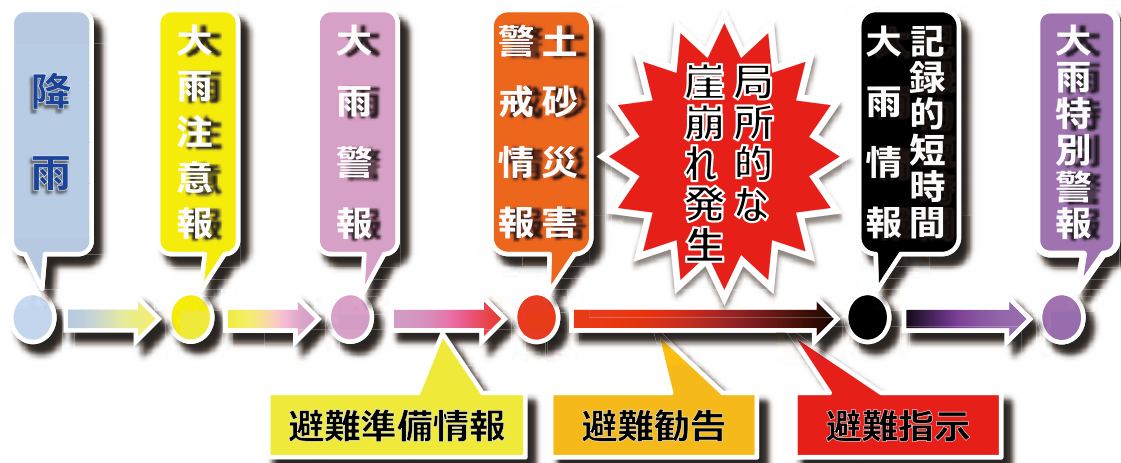 降雨
大雨注意報
大雨警報
土砂災害
警戒情報
局所的な
崖崩れ発生
記録的短時間
大雨情報
大雨特別警報
避難準備情報
避難勧告
避難指示